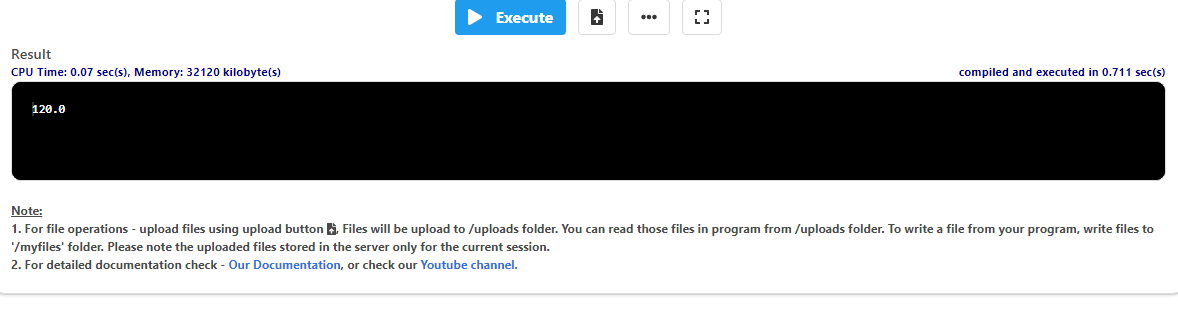 Execute
Result
CPU Time: 0.07 sec(s), Memory: 32120 kilobyte(s)
compiled and executed in 0.711 sec(s)
120.0
Note:
1. For file operations - upload files using upload button , Files will be upload to /uploads folder. You can read those files in program from /uploads folder. To write a file from your program, write files to
'/myfiles' folder. Please note the uploaded files stored in the server only for the current session.
2. For detailed documentation check - Our Documentation, or check our Youtube channel.